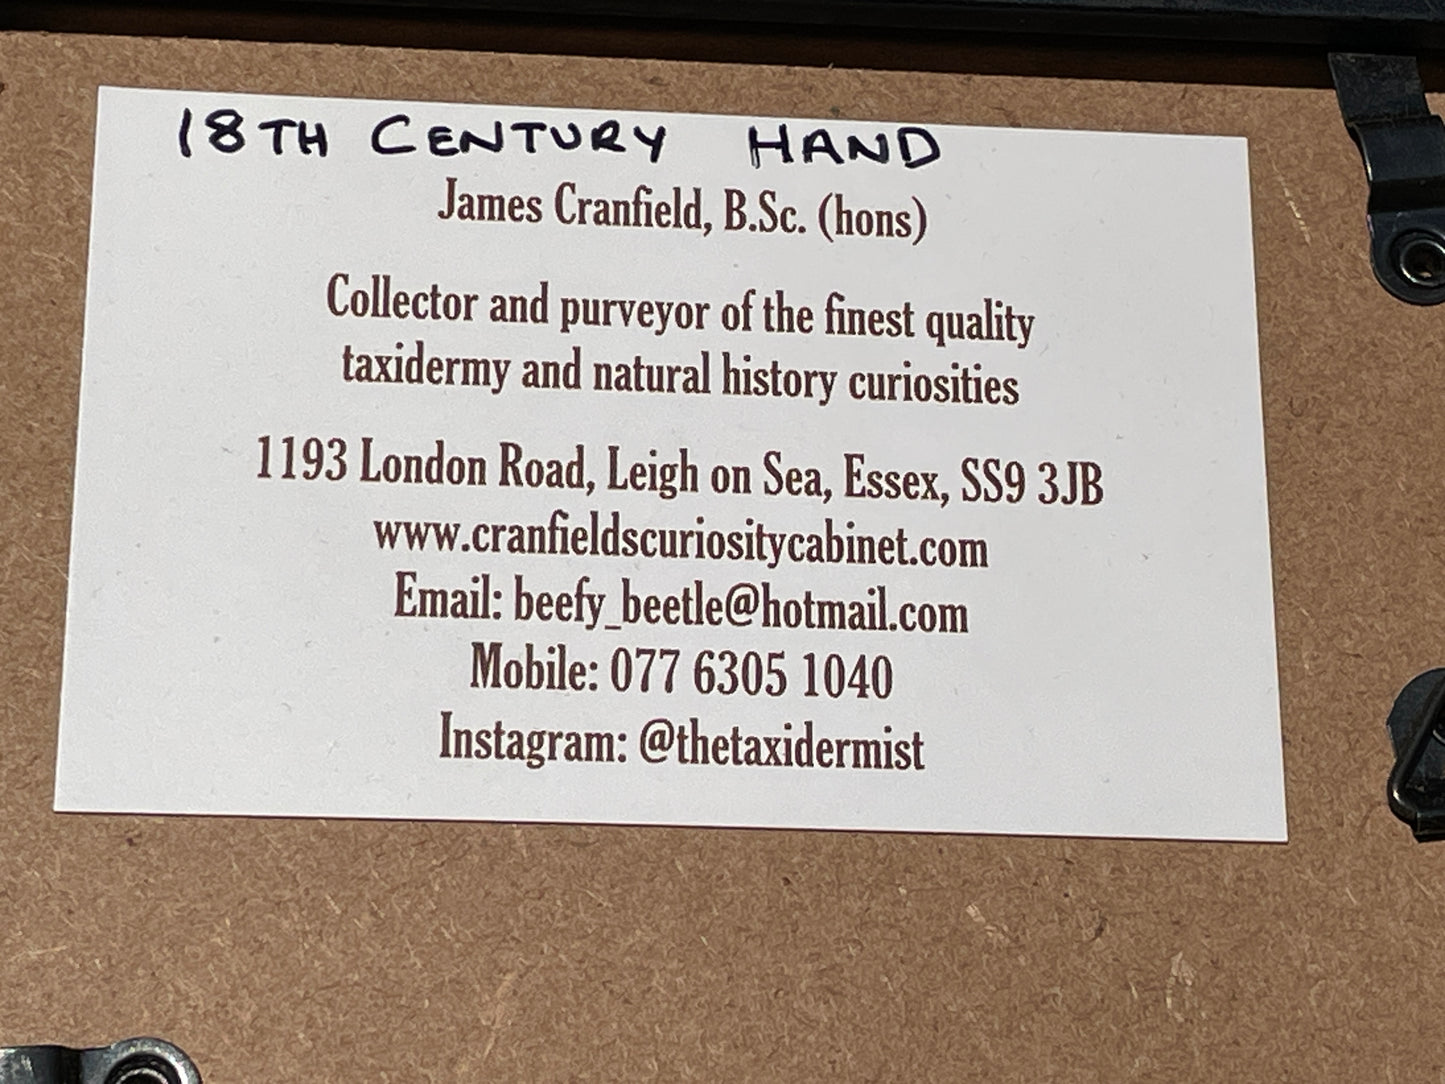 18TH CENTURY HAND
James Cranfield, B.Sc. (hons)
Collector and purveyor of the finest quality
taxidermy and natural history curiosities
1193 London Road, Leigh on Sea, Essex, SS9 3JB
www.cranfieldscuriositycabinet.com
Email: beefy_beetle@hotmail.com
Mobile: 077 6305 1040
Instagram: @thetaxidermist